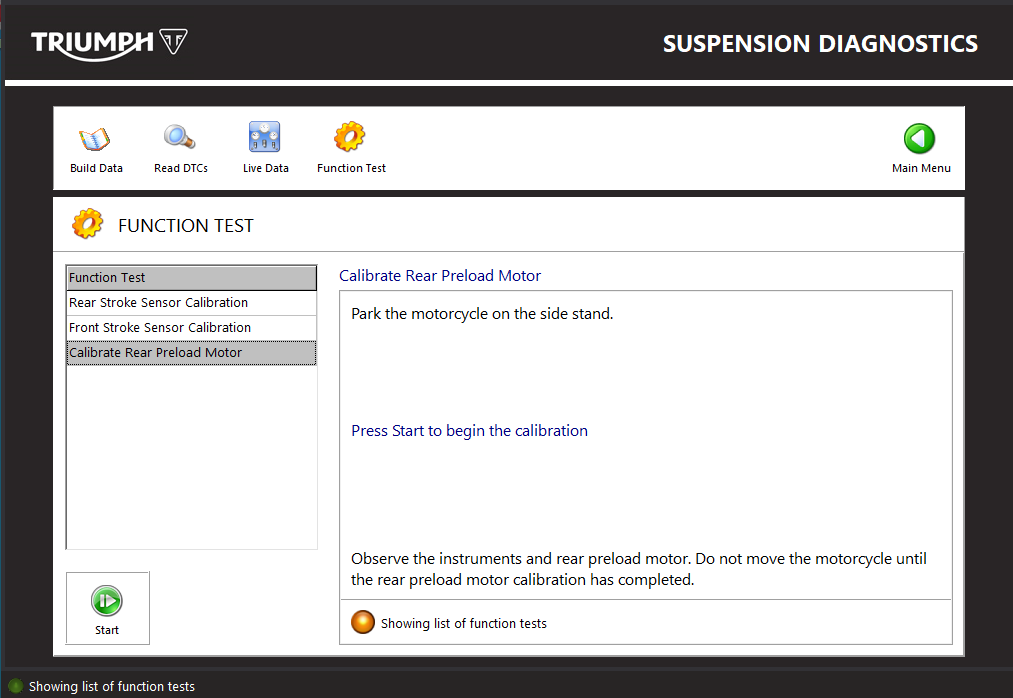 TRIUMPH
SUSPENSION DIAGNOSTICS
Build Data
Read DTCs
Live Data
Function Test
Main Menu
FUNCTION TEST
Function Test
Rear Stroke Sensor Calibration
Front Stroke Sensor Calibration
Calibrate Rear Preload Motor
Start
Calibrate Rear Preload Motor
Park the motorcycle on the side stand.
Press Start to begin the calibration
Observe the instruments and rear preload motor. Do not move the motorcycle until
the rear preload motor calibration has completed.
Showing list of function tests
Showing list of function tests